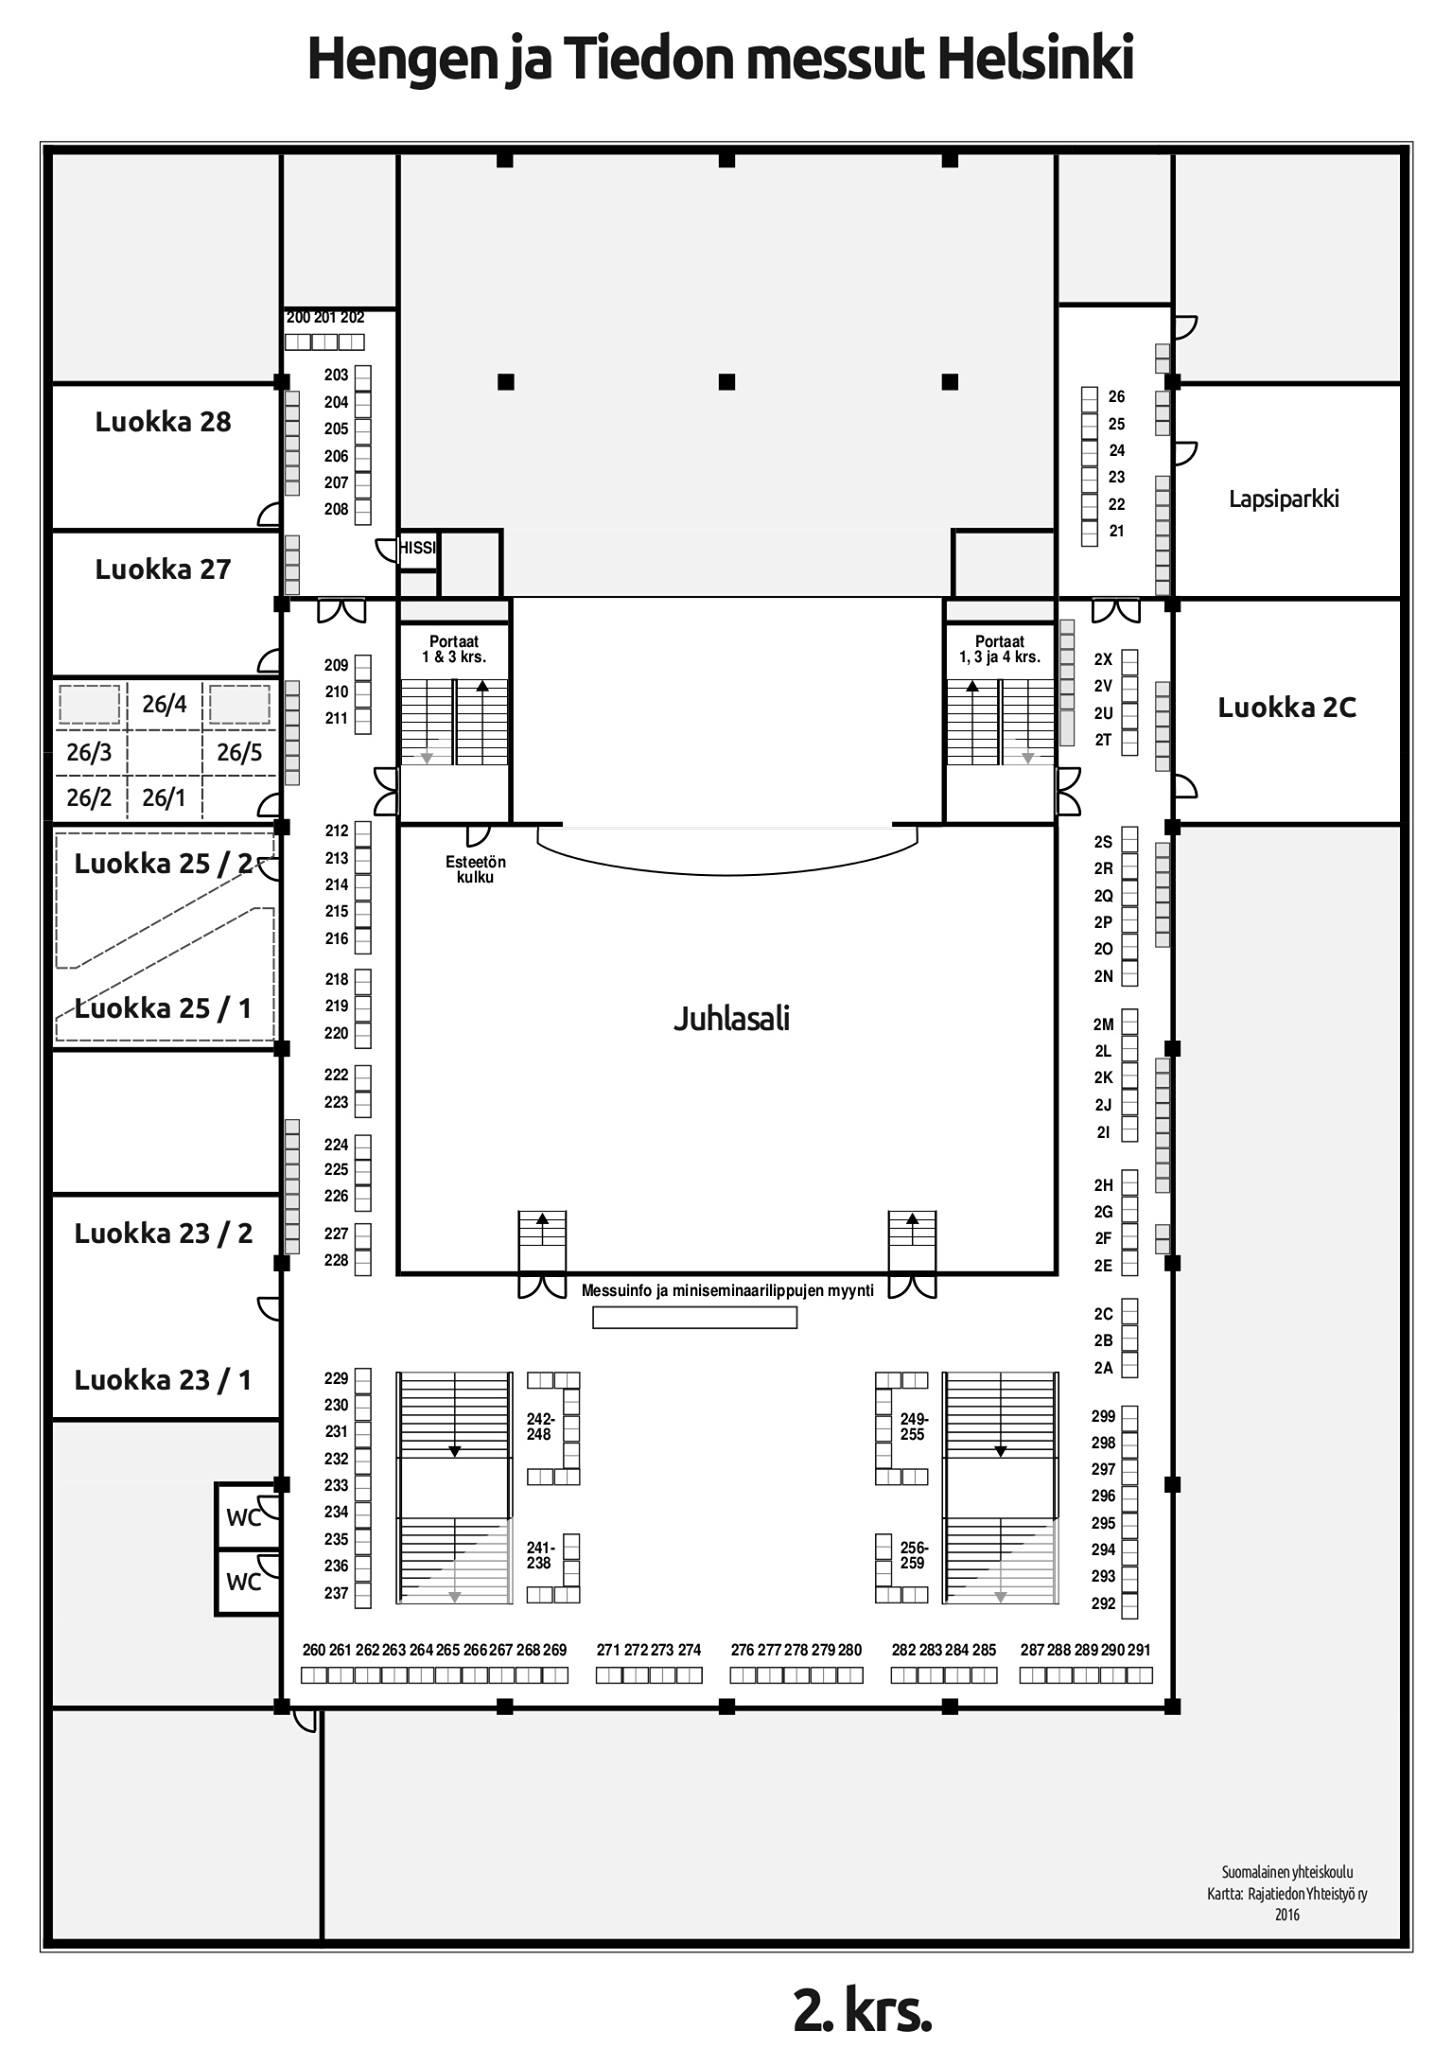 Hengen ja Tiedon messut Helsinki
200 201 202
203
204
205
206
207
208
Luokka 28
Luokka 27
HISSI
26
25
24
23
22
21
Lapsiparkki
Portaat
1 & 3 krs.
Portaat
1, 3 ja 4 krs.
209
210
211
2X
2V
2U
2T
Luokka 2C
26/4
26/3
26/5
26/2
26/1
Luokka 25 / 2
Luokka 25 / 1
212
213
214
215
216
218
219
220
222
223
224
225
226
227
228
Esteetön
kulku
Juhlasali
2S
2R
2Q
2P
2O
2N
2M
2L
2K
2J
2I
2H
2G
2F
2E
2C
2B
2A
Luokka 23 / 2
Luokka 23 / 1
Messuinfo ja miniseminaarilippujen myynti
229
230
231
232
233
234
235
236
237
242-
248
249-
255
241-
238
256-
259
299
298
297
296
295
294
293
292
WC
WC
260 261 262 263 264 265 266 267 268 269
271 272 273 274
276 277 278 279 280
282 283 284 285
287 288 289 290 291
Suomalainen yhteiskoulu
Kartta: Rajatiedon Yhteistyö ry
2016
2. krs.